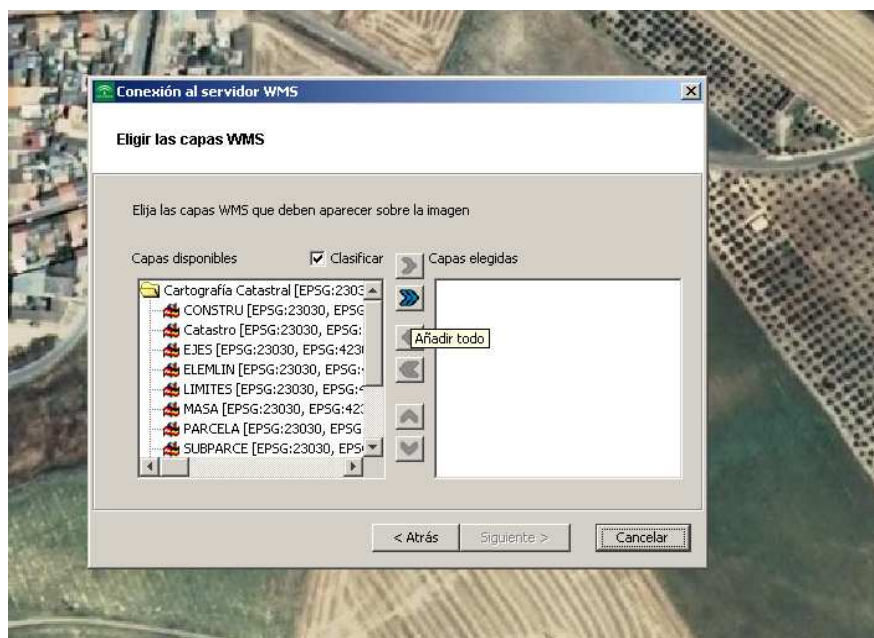 Conexión al servidor WMS
Eligir las capas WMS
Elija las capas WMS que deben aparecer sobre la imagen
Capas disponibles
Clasificar
Capas elegidas
Cartografía Catastral [EPSG:2303
CONSTRU [EPSG:23030, EPSG
Catastro [EPSG:23030, EPSG:
EJES [EPSG:23030, EPSG:423
ELEMLIN [EPSG:23030, EPSG:
LIMITES [EPSG:23030, EPSG:4
MASA [EPSG:23030, EPSG:423
PARCELA [EPSG:23030, EPSG
SUBPARCE [EPSG:23030, EPS
Añadir todo
< Atrás
Siguiente >
Cancelar